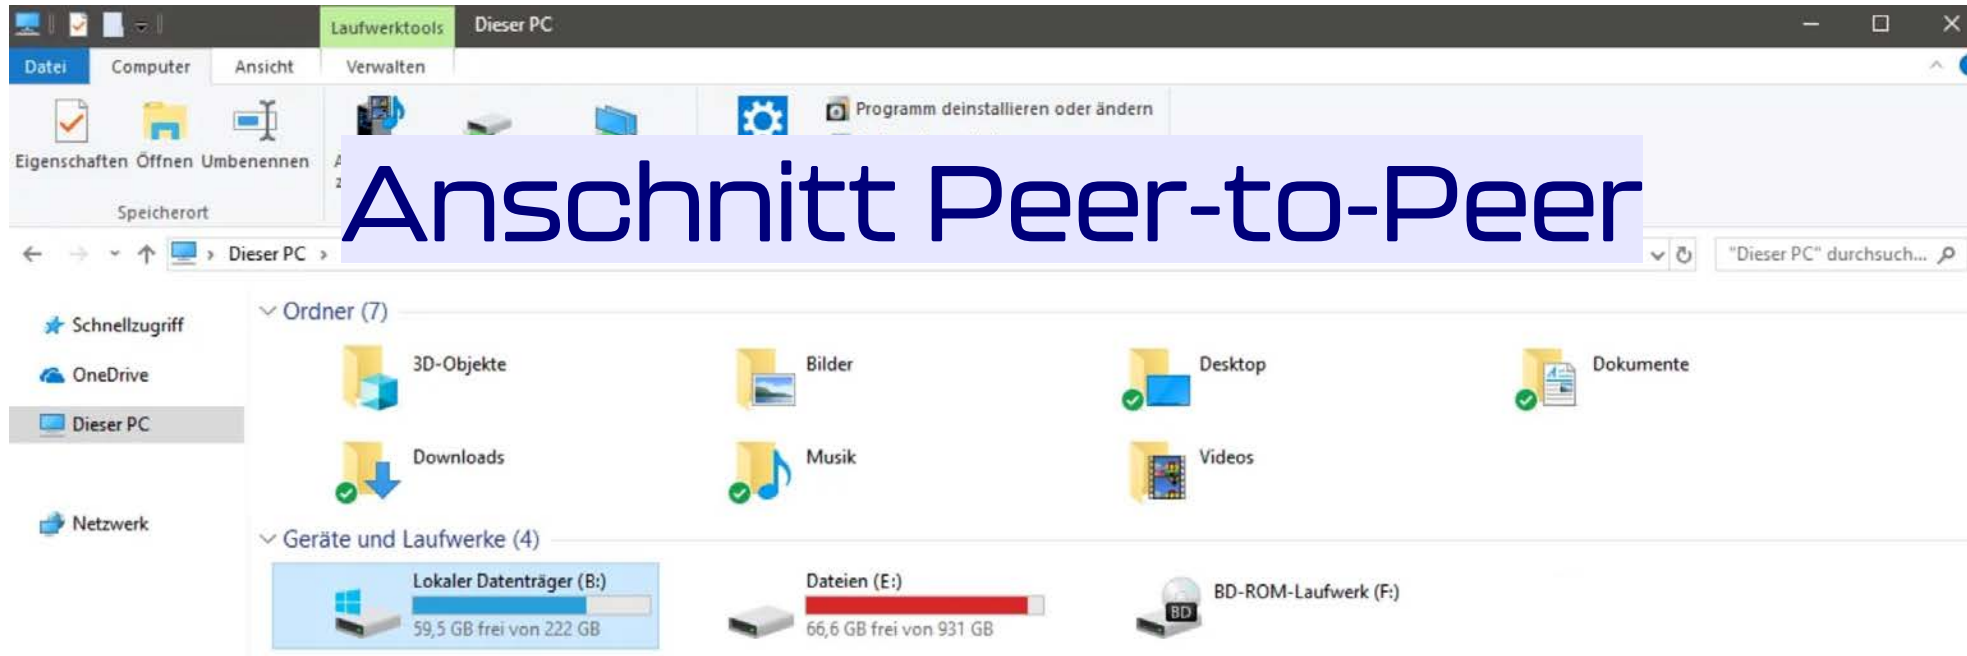 Laufwerktools Dieser PC
Datei Computer Ansicht Verwalten
Programm deinstallieren oder ändern
Eigenschaften Öffnen Umbenennen
Anschnitt Peer-to-Peer
Speicherort
Dieser PC
"Dieser PC" durchsuch...
Schnellzugriff
OneDrive
Dieser PC
Netzwerk
Ordner (7)
3D-Objekte
Bilder
Desktop
Dokumente
Downloads
Musik
Videos
Geräte und Laufwerke (4)
Lokaler Datenträger (B:)
59,5 GB frei von 222 GB
Dateien (E:)
66,6 GB frei von 931 GB
BD-ROM-Laufwerk (F:)
BD